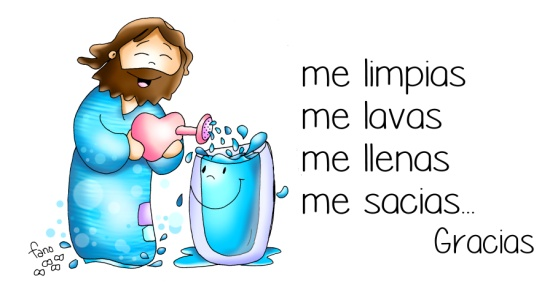 me limpias
me lavas
me llenas
me sacias...
Gracias
fano